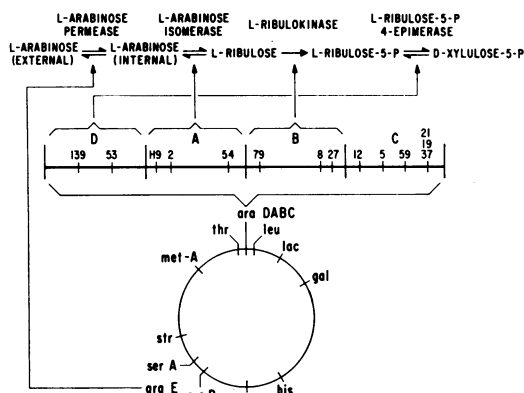 L-ARABINOSE PERMEASE
L-ARABINOSE ISOMERASE
L-RIBULOKINASE
L-RIBULOSE-5-P 4-EPIMERASE
L-ARABINOSE (EXTERNAL)
L-ARABINOSE (INTERNAL)
L-RIBULOSE
L-RIBULOSE-5-P
D-XYLULOSE-5-P
D A B C
139 53 H9 2 54 79 8 27 12 5 59 21 19 37
ara DABC
thr leu
met-A lac
gal
str
ser A
ara E his